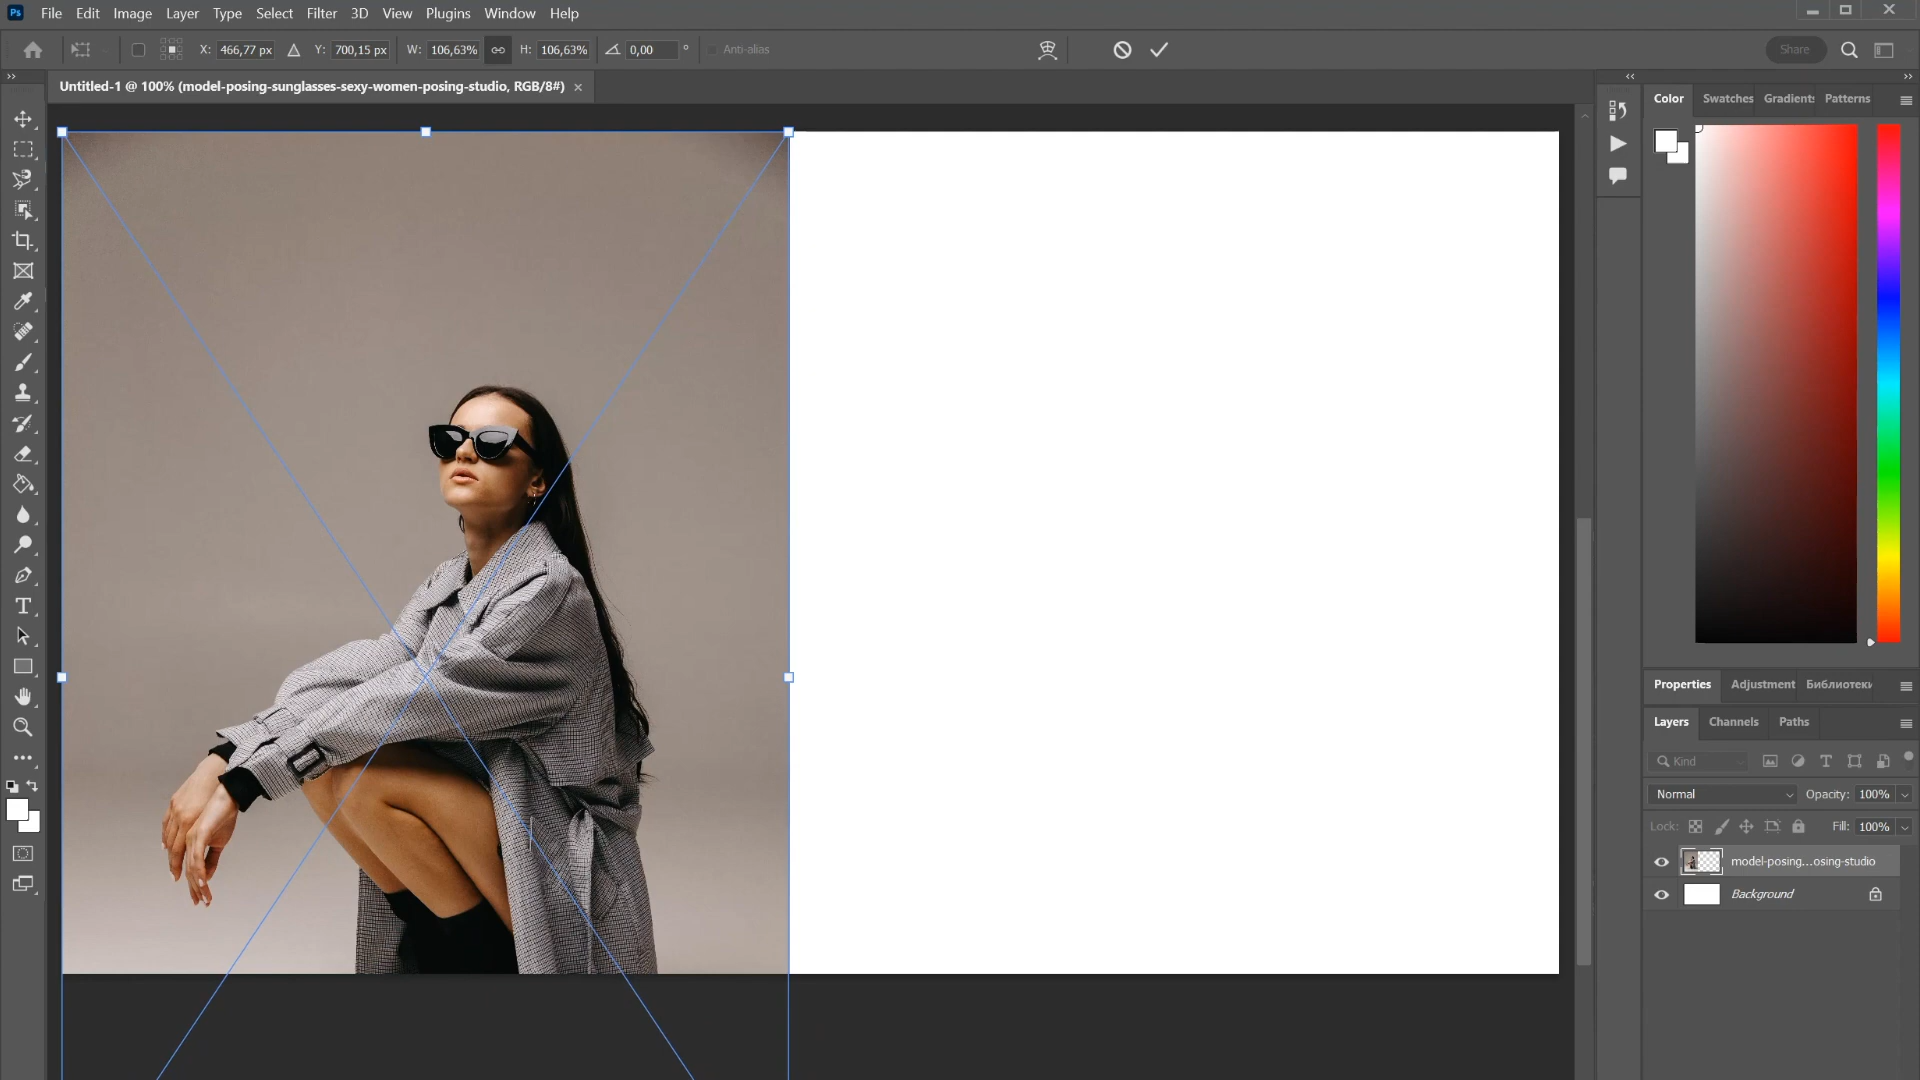 Ps File Edit Image Layer Type Select Filter 3D View Plugins Window Help
X: 466,77 px Y: 700,15 px W: 106,63% H: 106,63% 0,00 ° Anti-alias Share
Untitled-1 @ 100% (model-posing-sunglasses-sexy-women-posing-studio, RGB/8#) ×
Color Swatches Gradients Patterns
Properties Adjustment Библиотеки
Layers Channels Paths
Kind
Normal Opacity: 100%
Lock: Fill: 100%
model-posing...osing-studio
Background